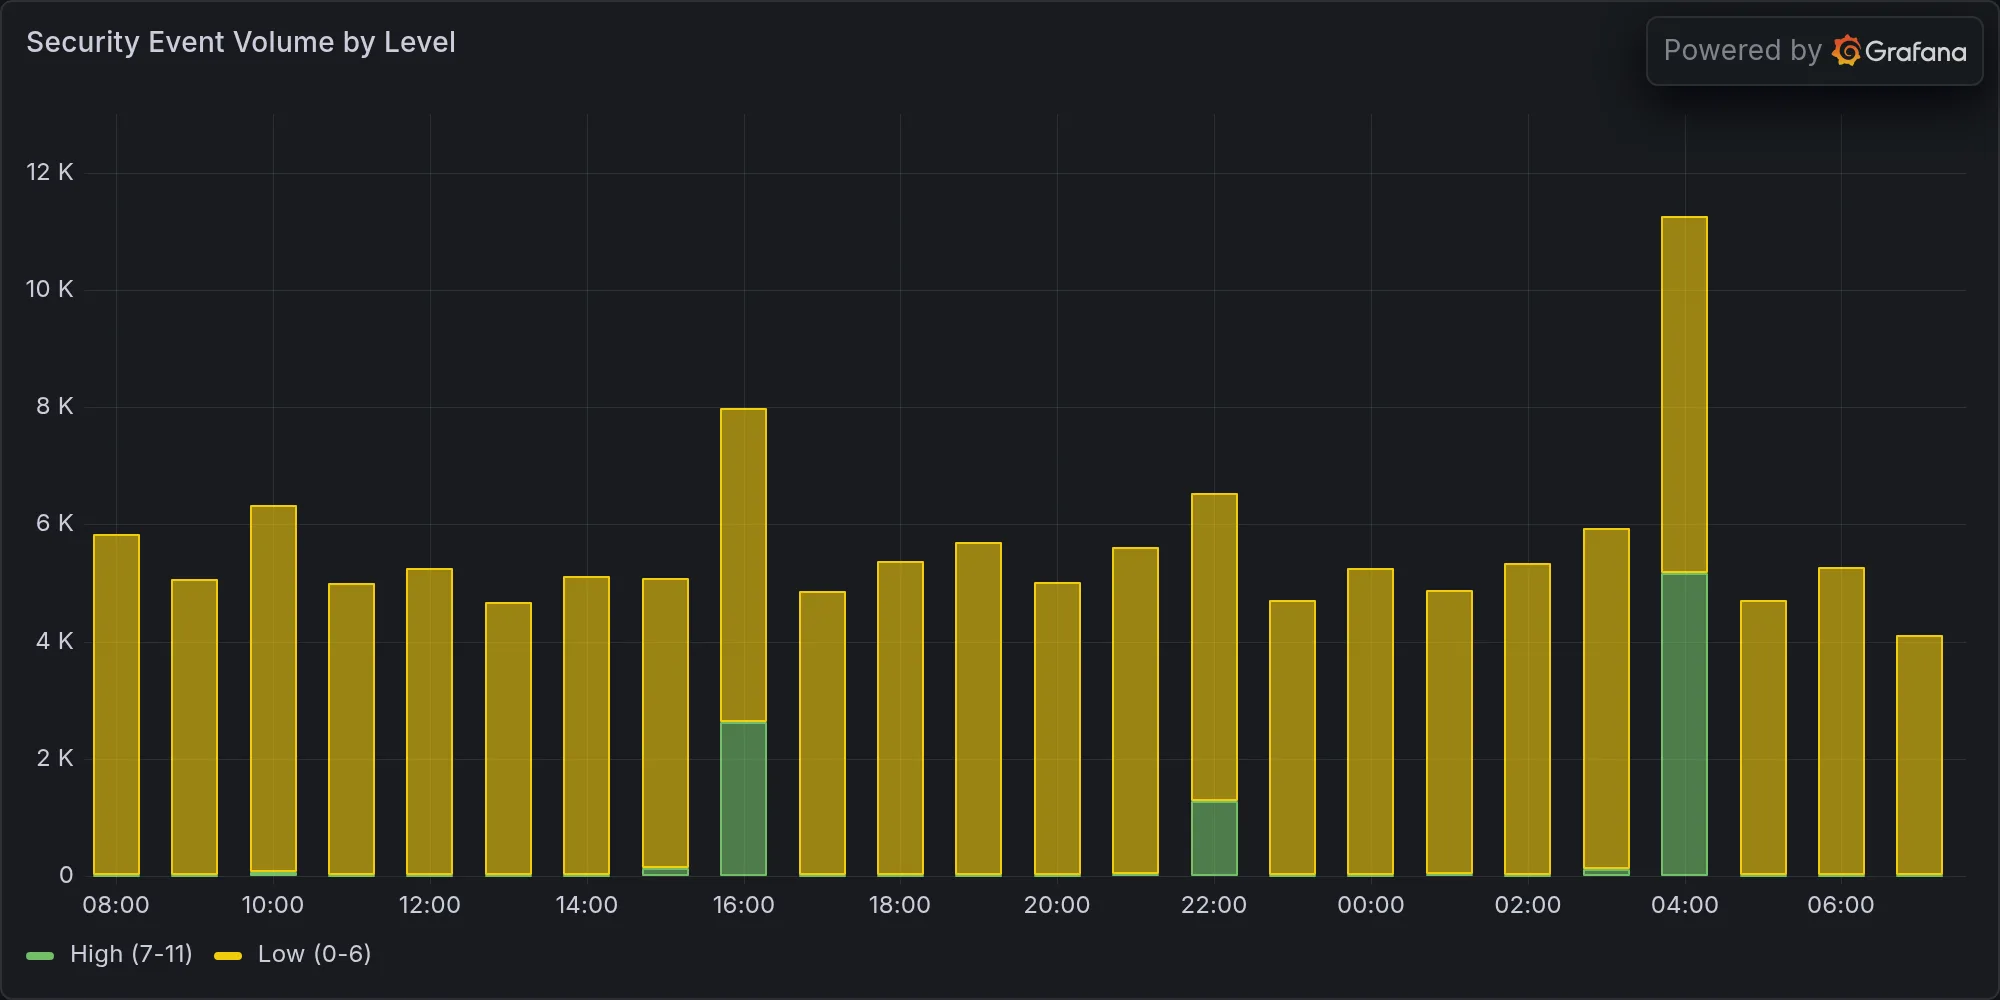 Security Event Volume by Level
Powered by Grafana
12 K
10 K
8 K
6 K
4 K
2 K
0
08:00 10:00 12:00 14:00 16:00 18:00 20:00 22:00 00:00 02:00 04:00 06:00
High (7-11) Low (0-6)